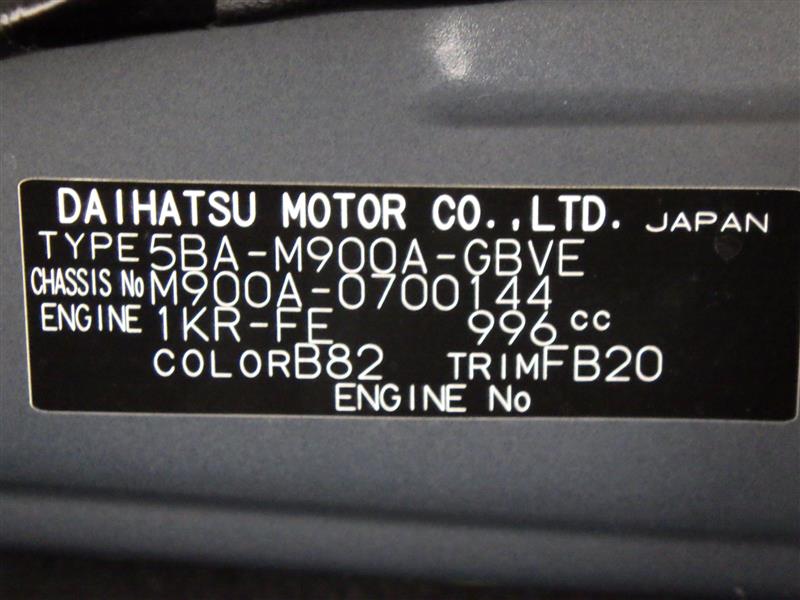 DAIHATSU MOTOR CO.,LTD. JAPAN
TYPE 5BA-M900A-GBVE
CHASSIS No M900A-0700144
ENGINE 1KR-FE 996 cc
COLOR B82 TRIM FB20
ENGINE No